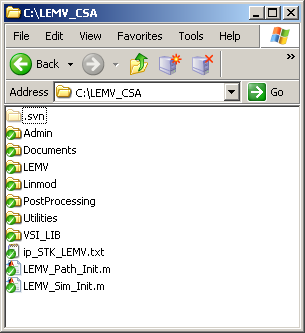 C:\LEMV_CSA
File Edit View Favorites Tools »
Back »
Address C:\LEMV_CSA Go
.svn
Admin
Documents
LEMV
Linmod
PostProcessing
Utilities
VSI_LIB
ip_STK_LEMV.txt
LEMV_Path_Init.m
LEMV_Sim_Init.m